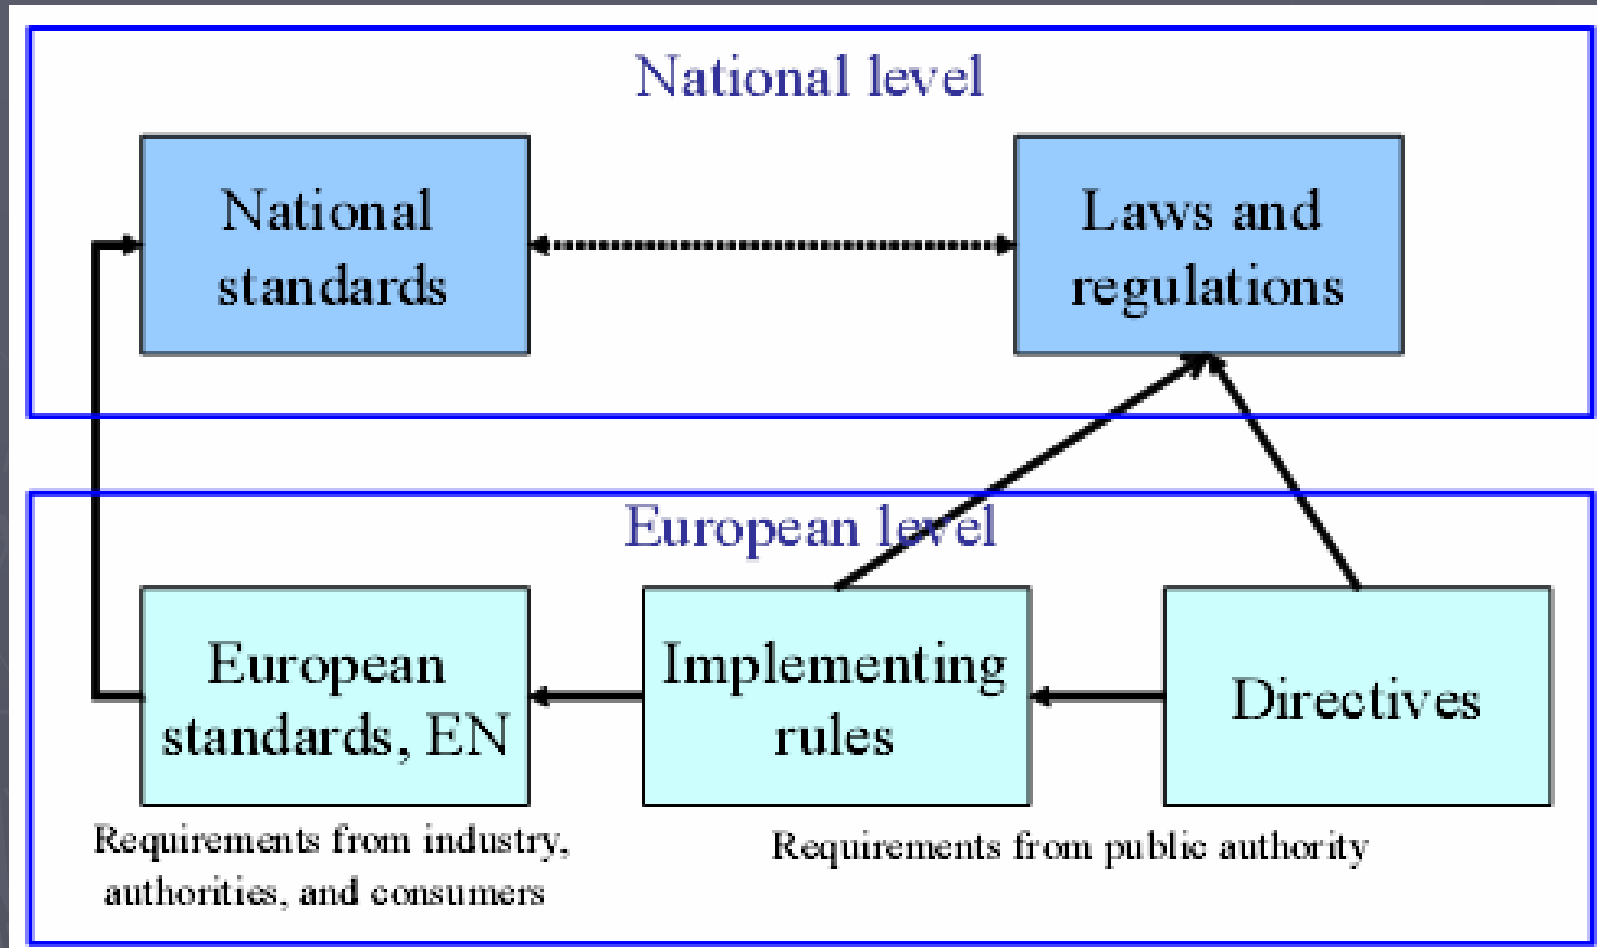 National level
National
standards
Laws and
regulations
European level
European
standards, EN
Implementing
rules
Directives
Requirements from industry,
authorities, and consumers
Requirements from public authority